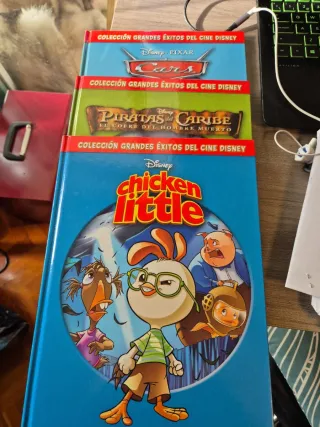 COLECCIÓN GRANDES ÉXITOS DEL CINE DISNEY
Disney · PIXAR
Cars
COLECCIÓN GRANDES ÉXITOS DEL CINE DISNEY
Disney
PIRATAS DEL CARIBE
EL COFRE DEL HOMBRE MUERTO
COLECCIÓN GRANDES ÉXITOS DEL CINE DISNEY
Disney
chicken
little